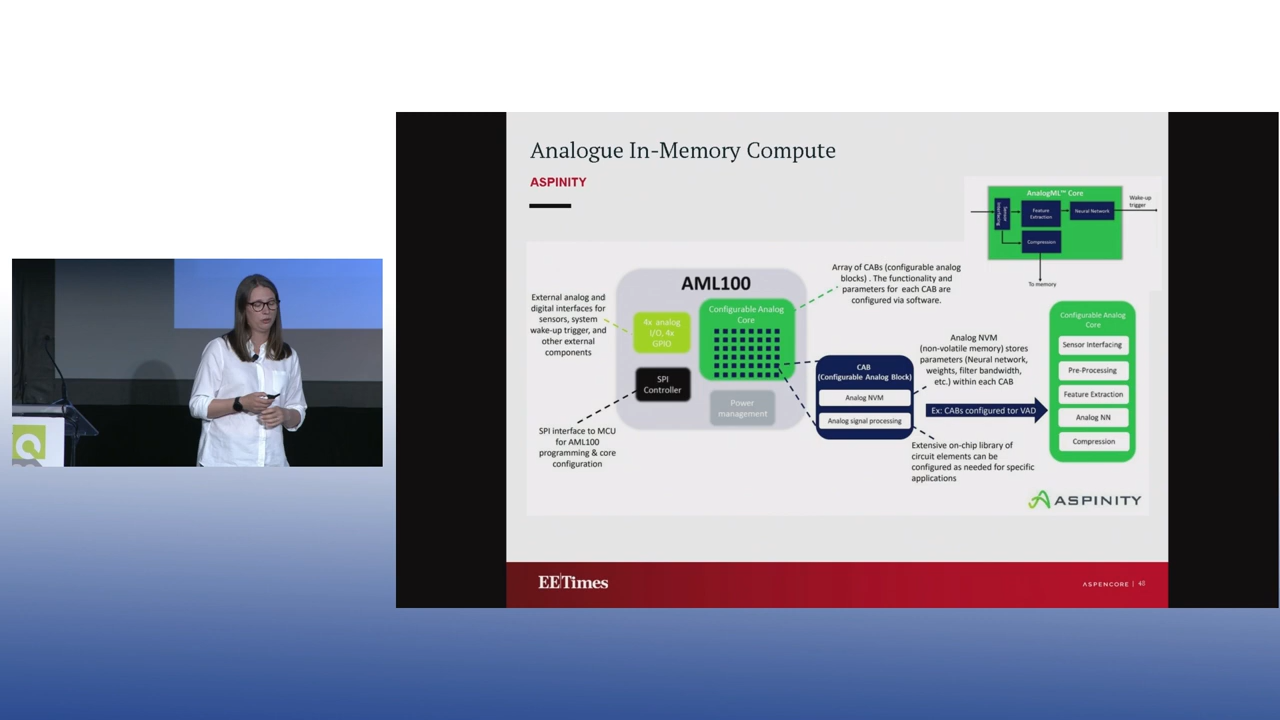 Analogue In-Memory Compute
ASPINITY
AnalogML™ Core
Sensor
Interfacing
Feature
Extraction
Neural Network
Compression
Wake-up
trigger
To memory
AML100
External analog and
digital interfaces for
sensors, system
wake-up trigger, and
other external
components
4x analog
I/O, 4x
GPIO
Configurable Analog
Core
SPI
Controller
Power
management
SPI interface to MCU
for AML100
programming & core
configuration
Array of CABs (configurable analog
blocks) . The functionality and
parameters for each CAB are
configured via software.
CAB
(Configurable Analog Block)
Analog NVM
Analog signal processing
Analog NVM
(non-volatile memory) stores
parameters (Neural network,
weights, filter bandwidth,
etc.) within each CAB
Ex: CABs configured for VAD
Extensive on-chip library of
circuit elements can be
configured as needed for specific
applications
Configurable Analog
Core
Sensor Interfacing
Pre-Processing
Feature Extraction
Analog NN
Compression
ASPINITY
EE|Times
ASPENCORE | 48